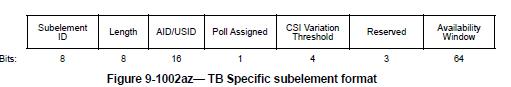 Subelement ID Length AID/USID Poll Assigned CSI Variation Threshold Reserved Availability Window
Bits: 8 8 16 1 4 3 64
Figure 9-1002az— TB Specific subelement format